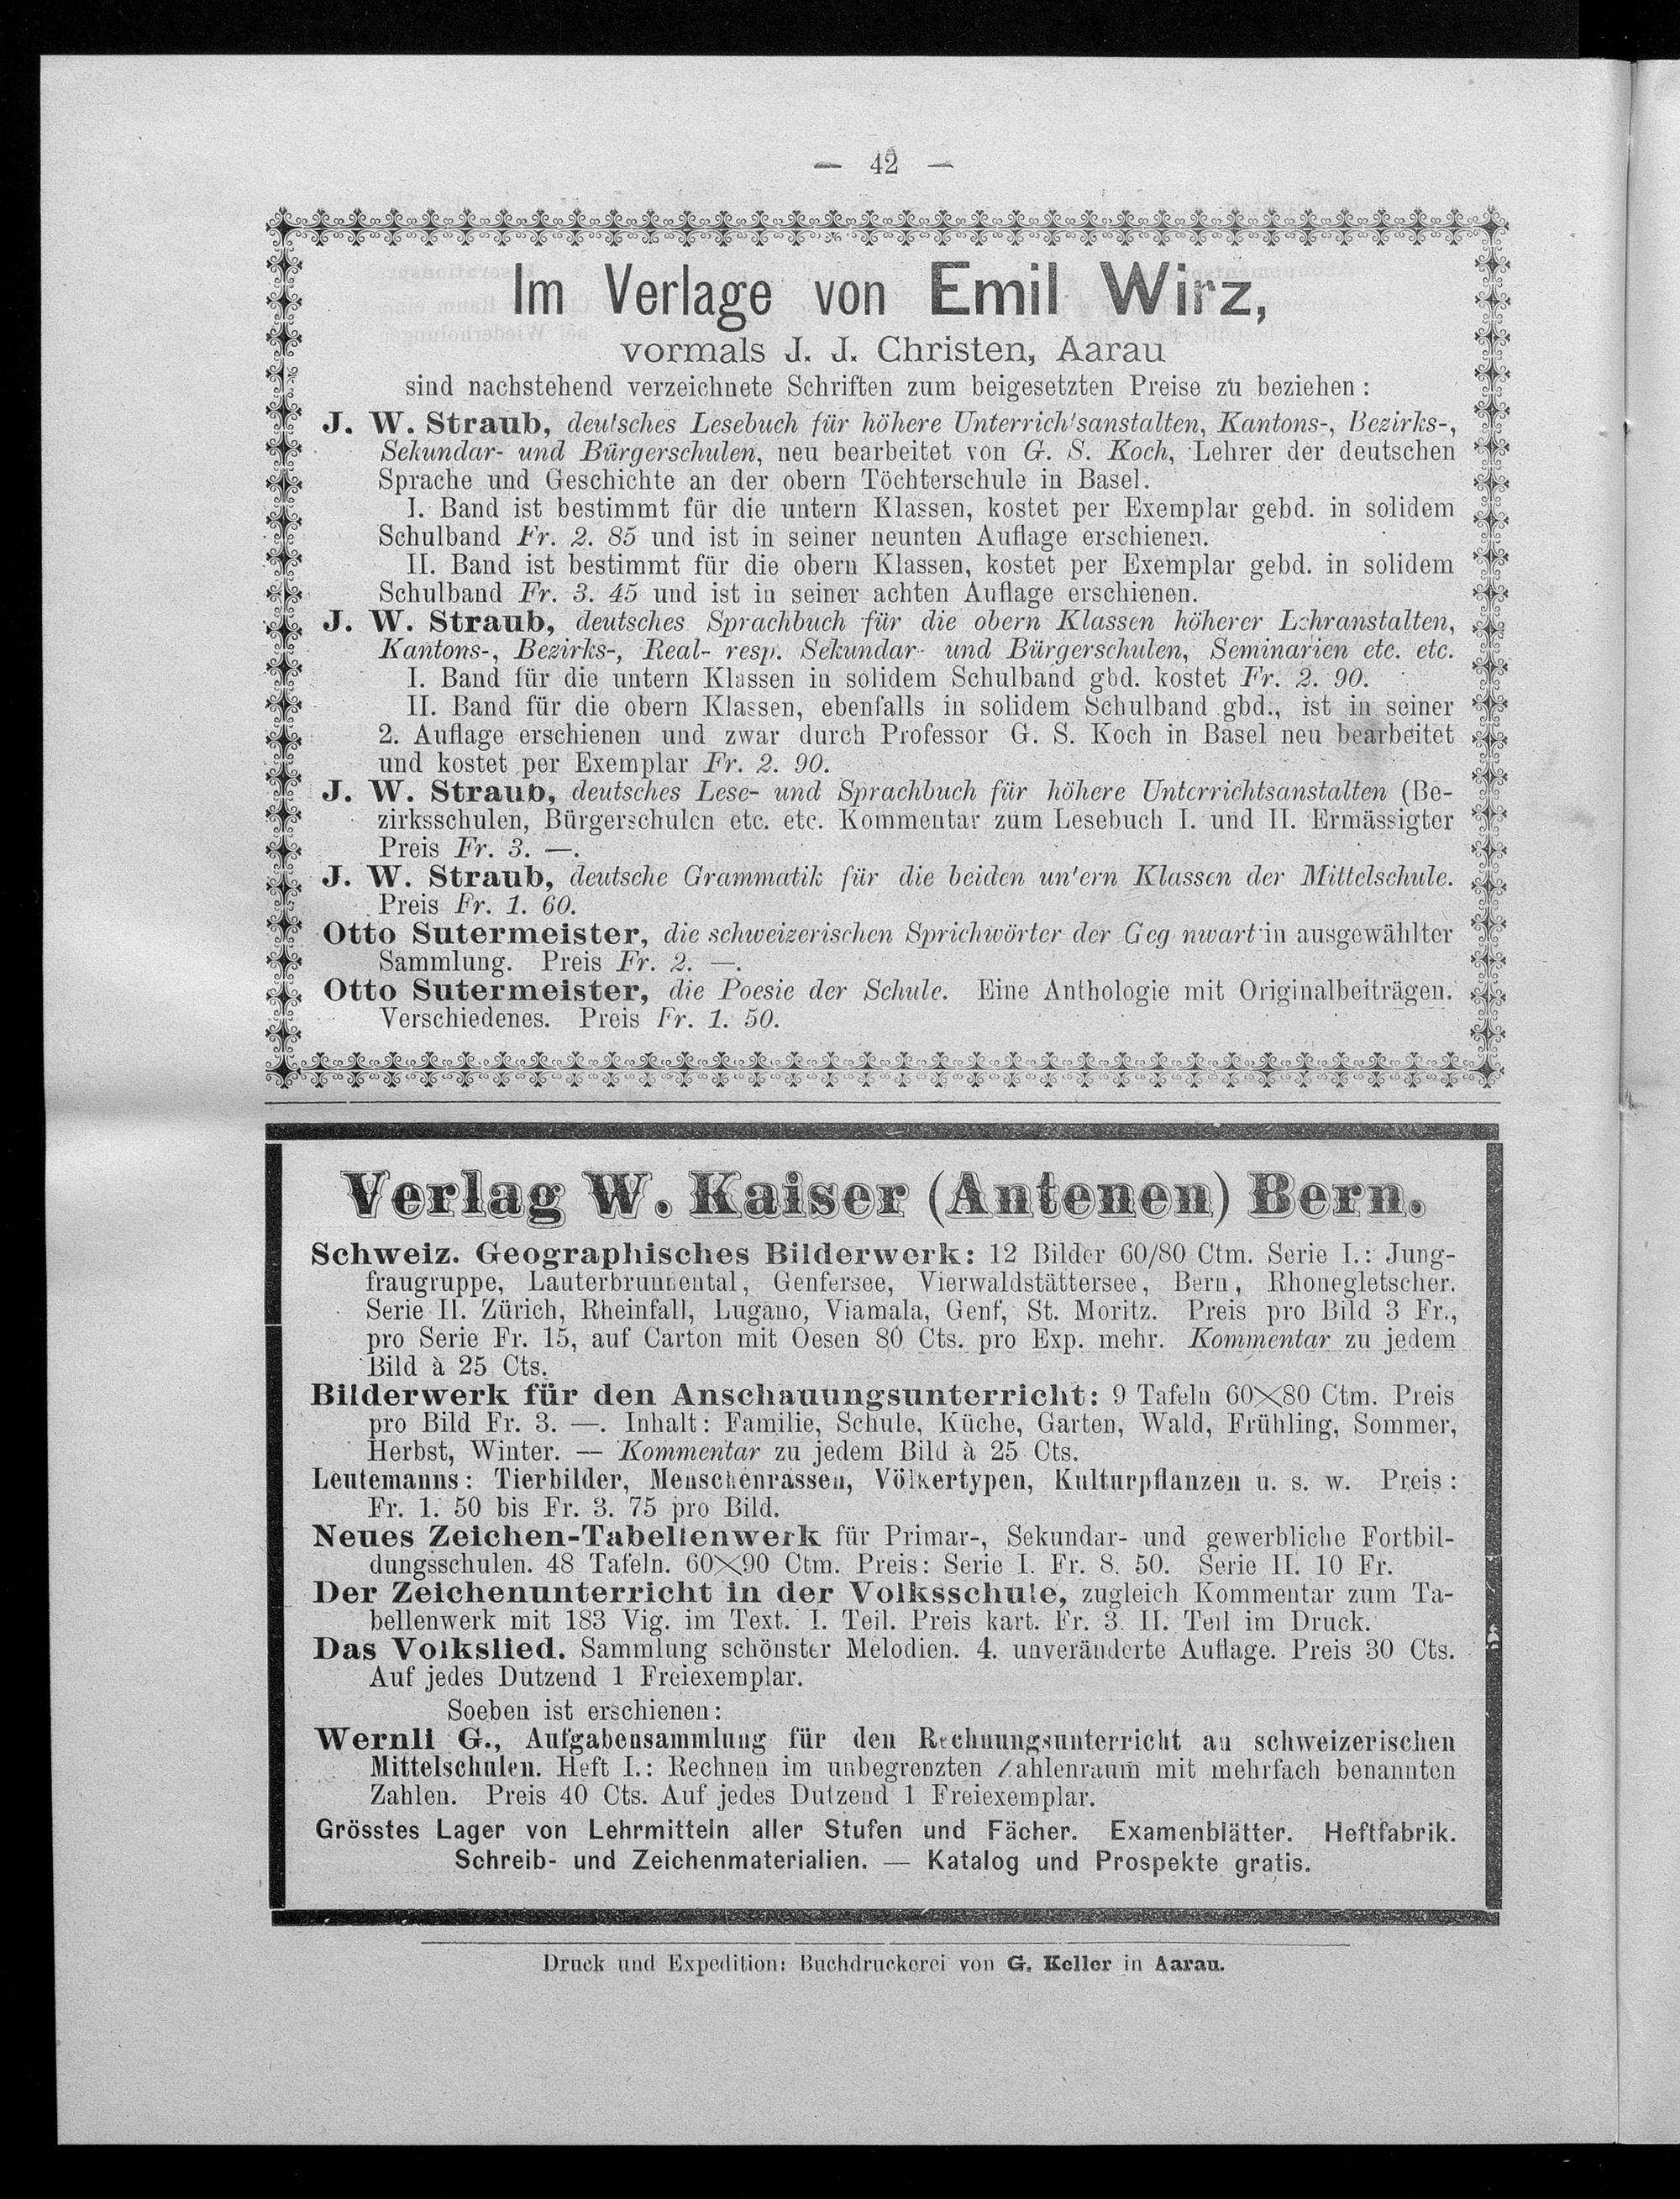 — 42 —
Im Verlage von Emil Wirz,
vormals J. J. Christen, Aarau
sind nachstehend verzeichnete Schriften zum beigesetzten Preise zu beziehen:
J. W. Straub, deutsches Lesebuch für höhere Unterrich'sanstalten, Kantons-, Bezirks-,
Sekundar- und Bürgerschulen, neu bearbeitet von G. S. Koch, Lehrer der deutschen
Sprache und Geschichte an der obern Töchterschule in Basel.
I. Band ist bestimmt für die untern Klassen, kostet per Exemplar gebd. in solidem
Schulband Fr. 2. 85 und ist in seiner neunten Auflage erschienen.
II. Band ist bestimmt für die obern Klassen, kostet per Exemplar gebd. in solidem
Schulband Fr. 3. 45 und ist in seiner achten Auflage erschienen.
J. W. Straub, deutsches Sprachbuch für die obern Klassen höherer Lehranstalten,
Kantons-, Bezirks-, Real- resp. Sekundar- und Bürgerschulen, Seminarien etc. etc.
I. Band für die untern Klassen in solidem Schulband gbd. kostet Fr. 2. 90.
II. Band für die obern Klassen, ebenfalls in solidem Schulband gbd., ist in seiner
2. Auflage erschienen und zwar durch Professor G. S. Koch in Basel neu bearbeitet
und kostet per Exemplar Fr. 2. 90.
J. W. Straub, deutsches Lese- und Sprachbuch für höhere Unterrichtsanstalten (Be-
zirksschulen, Bürgerschulen etc. etc. Kommentar zum Lesebuch I. und II. Ermässigter
Preis Fr. 3. —.
J. W. Straub, deutsche Grammatik für die beiden un'ern Klassen der Mittelschule.
Preis Fr. 1. 60.
Otto Sutermeister, die schweizerischen Sprichwörter der Geg nwart in ausgewählter
Sammlung. Preis Fr. 2. —.
Otto Sutermeister, die Poesie der Schule. Eine Anthologie mit Originalbeiträgen.
Verschiedenes. Preis Fr. 1. 50.
Verlag W. Kaiser (Antenen) Bern.
Schweiz. Geographisches Bilderwerk: 12 Bilder 60/80 Ctm. Serie I.: Jung-
fraugruppe, Lauterbrunnental, Genfersee, Vierwaldstättersee, Bern, Rhonegletscher.
Serie II. Zürich, Rheinfall, Lugano, Viamala, Genf, St. Moritz. Preis pro Bild 3 Fr.,
pro Serie Fr. 15, auf Carton mit Oesen 80 Cts. pro Exp. mehr. Kommentar zu jedem
Bild à 25 Cts.
Bilderwerk für den Anschauungsunterricht: 9 Tafeln 60×80 Ctm. Preis
pro Bild Fr. 3. —. Inhalt: Familie, Schule, Küche, Garten, Wald, Frühling, Sommer,
Herbst, Winter. — Kommentar zu jedem Bild à 25 Cts.
Leutemanns: Tierbilder, Menschenrassen, Völkertypen, Kulturpflanzen u. s. w. Preis:
Fr. 1. 50 bis Fr. 3. 75 pro Bild.
Neues Zeichen-Tabellenwerk für Primar-, Sekundar- und gewerbliche Fortbil-
dungsschulen. 48 Tafeln. 60×90 Ctm. Preis: Serie I. Fr. 8. 50. Serie II. 10 Fr.
Der Zeichenunterricht in der Volksschule, zugleich Kommentar zum Ta-
bellenwerk mit 183 Vig. im Text. I. Teil. Preis kart. Fr. 3. II. Teil im Druck.
Das Volkslied. Sammlung schönster Melodien. 4. unveränderte Auflage. Preis 30 Cts.
Auf jedes Dutzend 1 Freiexemplar.
Soeben ist erschienen:
Wernli G., Aufgabensammlung für den Rechnungsunterricht an schweizerischen
Mittelschulen. Heft I.: Rechnen im unbegrenzten Zahlenraum mit mehrfach benannten
Zahlen. Preis 40 Cts. Auf jedes Dutzend 1 Freiexemplar.
Grösstes Lager von Lehrmitteln aller Stufen und Fächer. Examenblätter. Heftfabrik.
Schreib- und Zeichenmaterialien. — Katalog und Prospekte gratis.
Druck und Expedition: Buchdruckerei von G. Keller in Aarau.